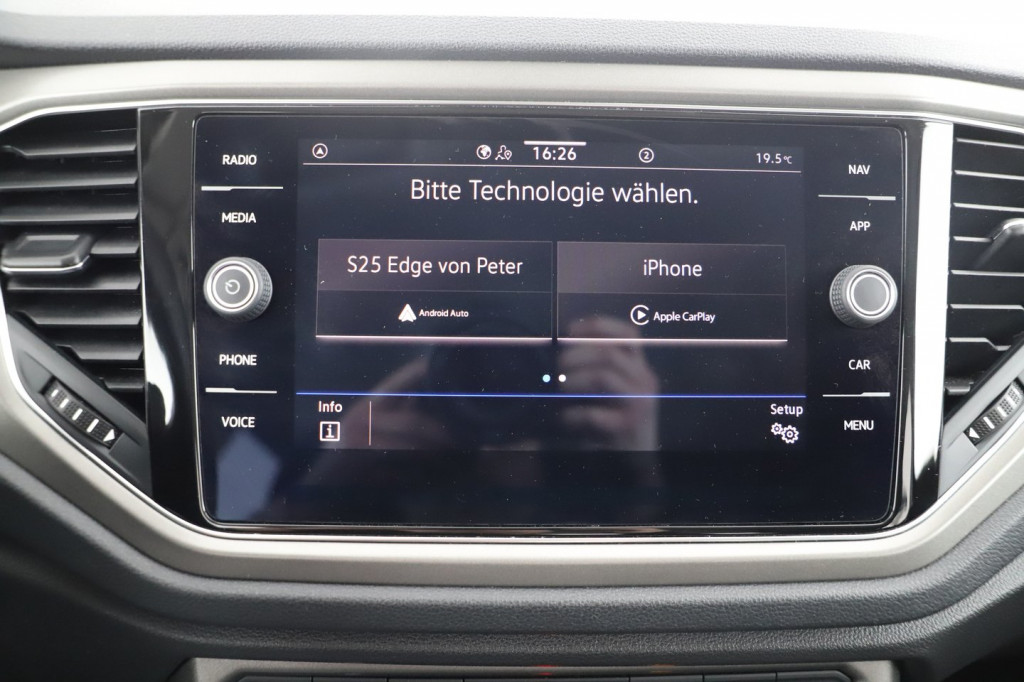 RADIO
MEDIA
PHONE
VOICE
16:26
2
19.5°C
Bitte Technologie wählen.
S25 Edge von Peter
Android Auto
iPhone
Apple CarPlay
Info
i
Setup
NAV
APP
CAR
MENU